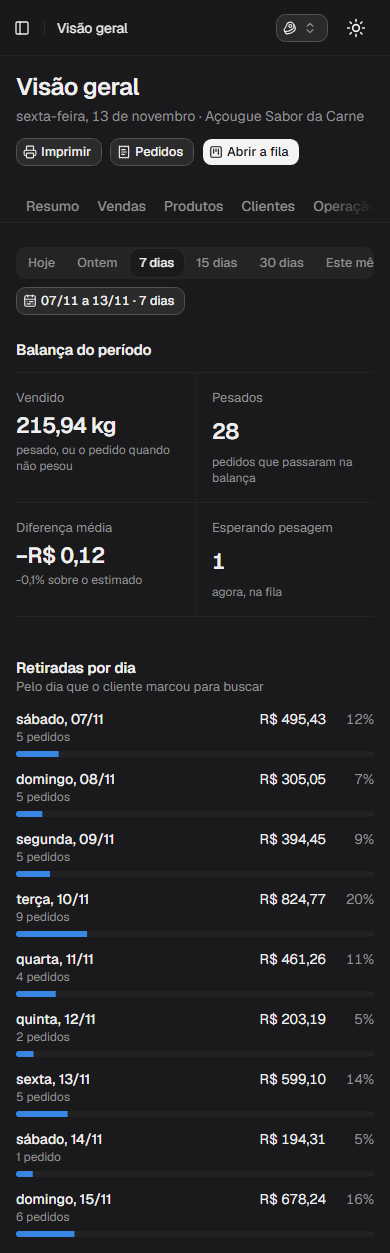 Visão geral
Visão geral
sexta-feira, 13 de novembro · Açougue Sabor da Carne
Imprimir
Pedidos
Abrir a fila
Resumo Vendas Produtos Clientes Operaçã
Hoje Ontem 7 dias 15 dias 30 dias Este mê
07/11 a 13/11 · 7 dias
Balança do período
Vendido
215,94 kg
pesado, ou o pedido quando
não pesou
Pesados
28
pedidos que passaram na
balança
Diferença média
−R$ 0,12
-0,1% sobre o estimado
Esperando pesagem
1
agora, na fila
Retiradas por dia
Pelo dia que o cliente marcou para buscar
sábado, 07/11 R$ 495,43 12%
5 pedidos
domingo, 08/11 R$ 305,05 7%
5 pedidos
segunda, 09/11 R$ 394,45 9%
5 pedidos
terça, 10/11 R$ 824,77 20%
9 pedidos
quarta, 11/11 R$ 461,26 11%
4 pedidos
quinta, 12/11 R$ 203,19 5%
2 pedidos
sexta, 13/11 R$ 599,10 14%
5 pedidos
sábado, 14/11 R$ 194,31 5%
1 pedido
domingo, 15/11 R$ 678,24 16%
6 pedidos